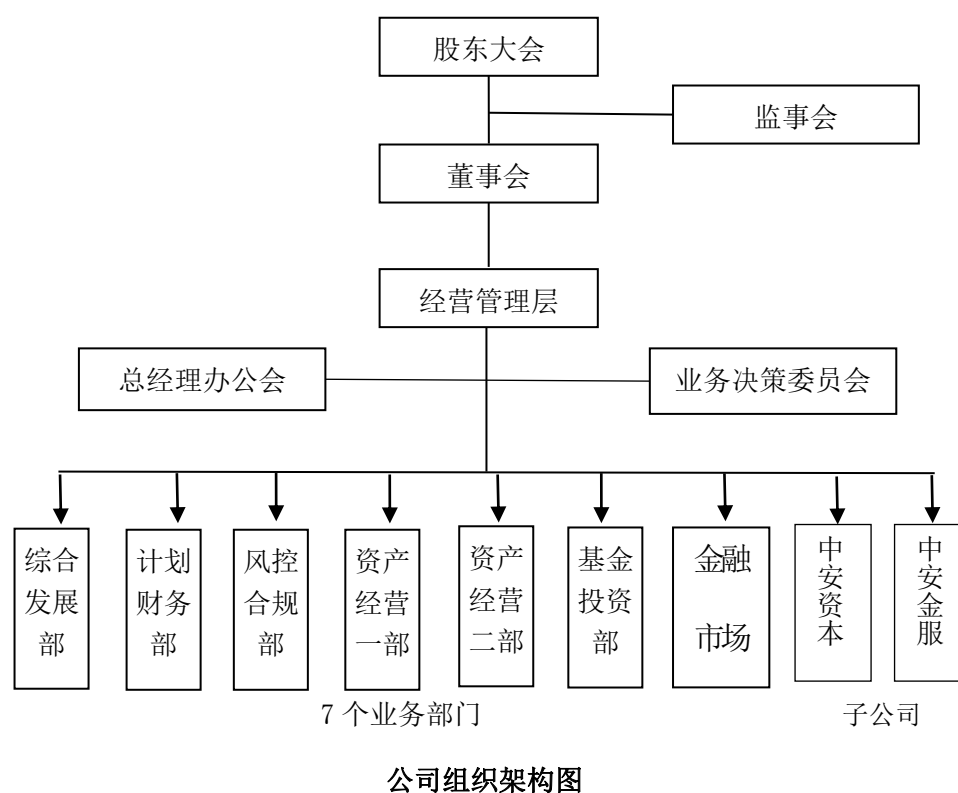 股东大会
监事会
董事会
经营管理层
总经理办公会
业务决策委员会
综合
发展
部
计划
财务
部
风控
合规
部
资产
经营
一部
资产
经营
二部
基金
投资
部
金融
市场
中安资本
中安金服
7 个业务部门
子公司
公司组织架构图